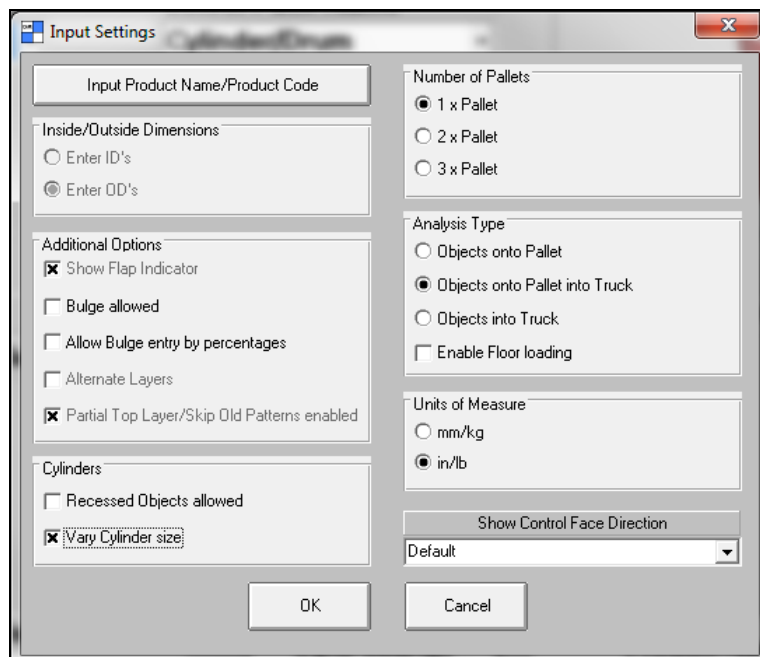 Input Settings
Cylinder/Drum
Input Product Name/Product Code
Inside/Outside Dimensions
Enter ID's
Enter OD's
Additional Options
Show Flap Indicator
Bulge allowed
Allow Bulge entry by percentages
Alternate Layers
Partial Top Layer/Skip Old Patterns enabled
Cylinders
Recessed Objects allowed
Vary Cylinder size
Number of Pallets
1 x Pallet
2 x Pallet
3 x Pallet
Analysis Type
Objects onto Pallet
Objects onto Pallet into Truck
Objects into Truck
Enable Floor loading
Units of Measure
mm/kg
in/lb
Show Control Face Direction
Default
OK
Cancel